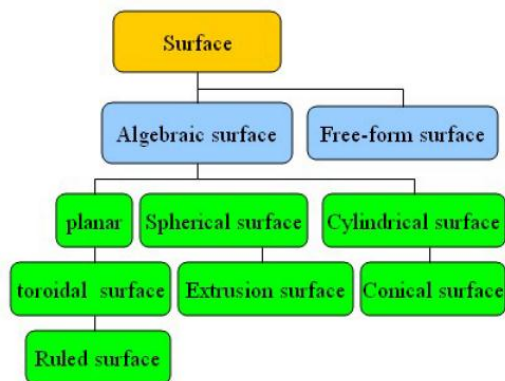 Surface
Algebraic surface
Free-form surface
planar
Spherical surface
Cylindrical surface
toroidal surface
Extrusion surface
Conical surface
Ruled surface